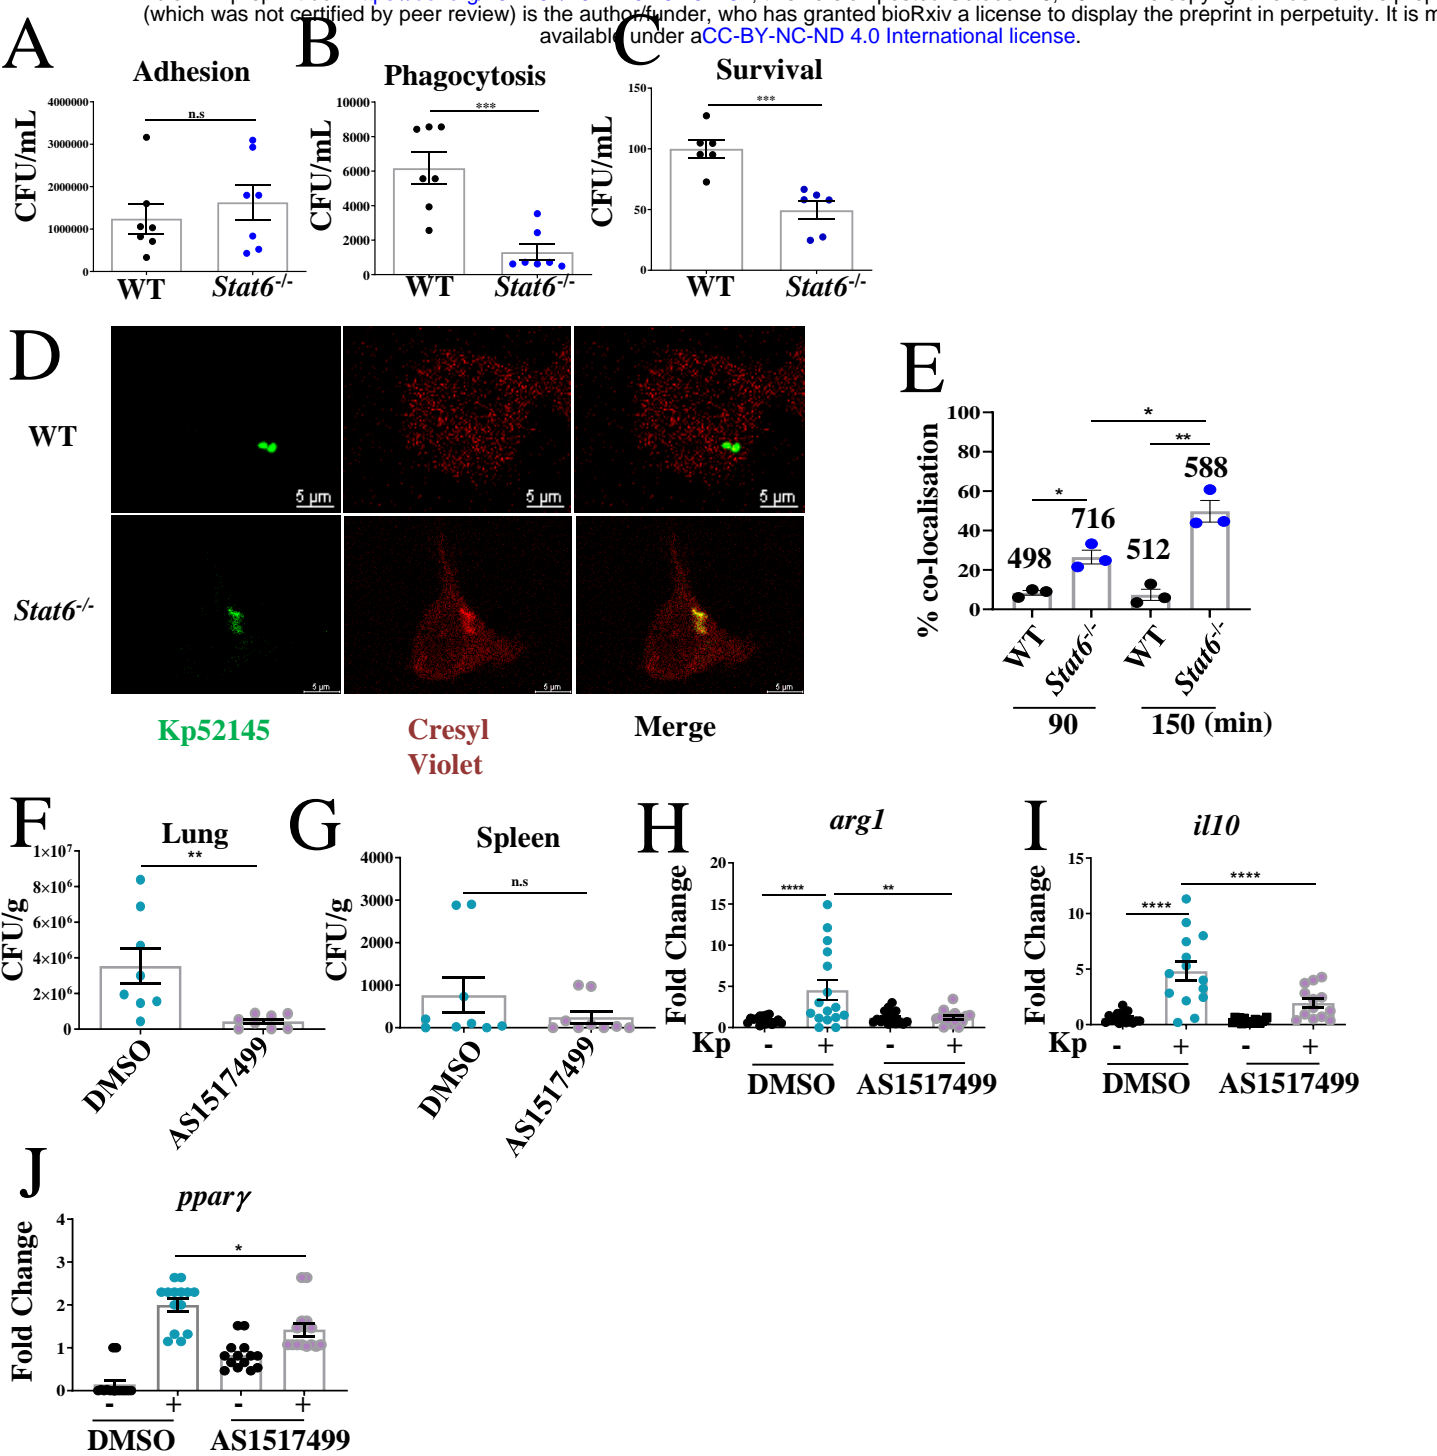 (which was not certified by peer review) is the author/funder, who has granted bioRxiv a license to display the preprint in perpetuity. It is m
available under aCC-BY-NC-ND 4.0 International license.
A
Adhesion
CFU/mL
4000000
3000000
2000000
1000000
0
n.s
WT
Stat6-/-
B
Phagocytosis
CFU/mL
10000
8000
6000
4000
2000
0
***
WT
Stat6-/-
C
Survival
CFU/mL
150
100
50
0
***
WT
Stat6-/-
D
WT
5 µm
5 µm
5 µm
Stat6-/-
5 µm
5 µm
5 µm
Kp52145
Cresyl
Violet
Merge
E
% co-localisation
100
80
60
40
20
0
*
*
**
498
716
512
588
WT
Stat6-/-
WT
Stat6-/-
90
150 (min)
F
Lung
CFU/g
1×10⁷
8×10⁶
6×10⁶
4×10⁶
2×10⁶
0
**
DMSO
AS1517499
G
Spleen
CFU/g
4000
3000
2000
1000
0
n.s
DMSO
AS1517499
H
arg1
Fold Change
20
15
10
5
0
****
**
Kp - + - +
DMSO AS1517499
I
il10
Fold Change
15
10
5
0
****
****
Kp - + - +
DMSO AS1517499
J
pparγ
Fold Change
4
3
2
1
0
*
- + - +
DMSO AS1517499